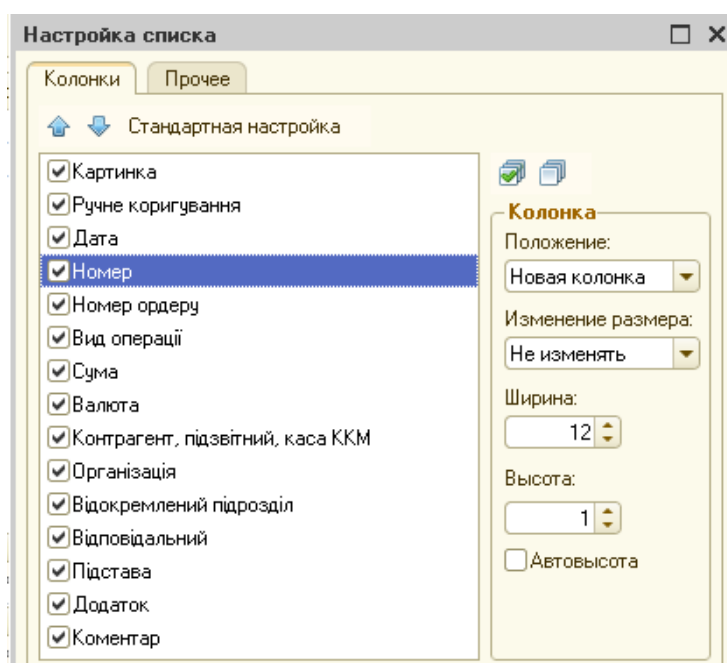 Настройка списка
Колонки
Прочее
Стандартная настройка
Картинка
Ручне коригування
Дата
Номер
Номер ордеру
Вид операції
Сума
Валюта
Контрагент, підзвітний, каса ККМ
Організація
Відокремлений підрозділ
Відповідальний
Підстава
Додаток
Коментар
Колонка
Положение:
Новая колонка
Изменение размера:
Не изменять
Ширина:
12
Высота:
1
Автовысота